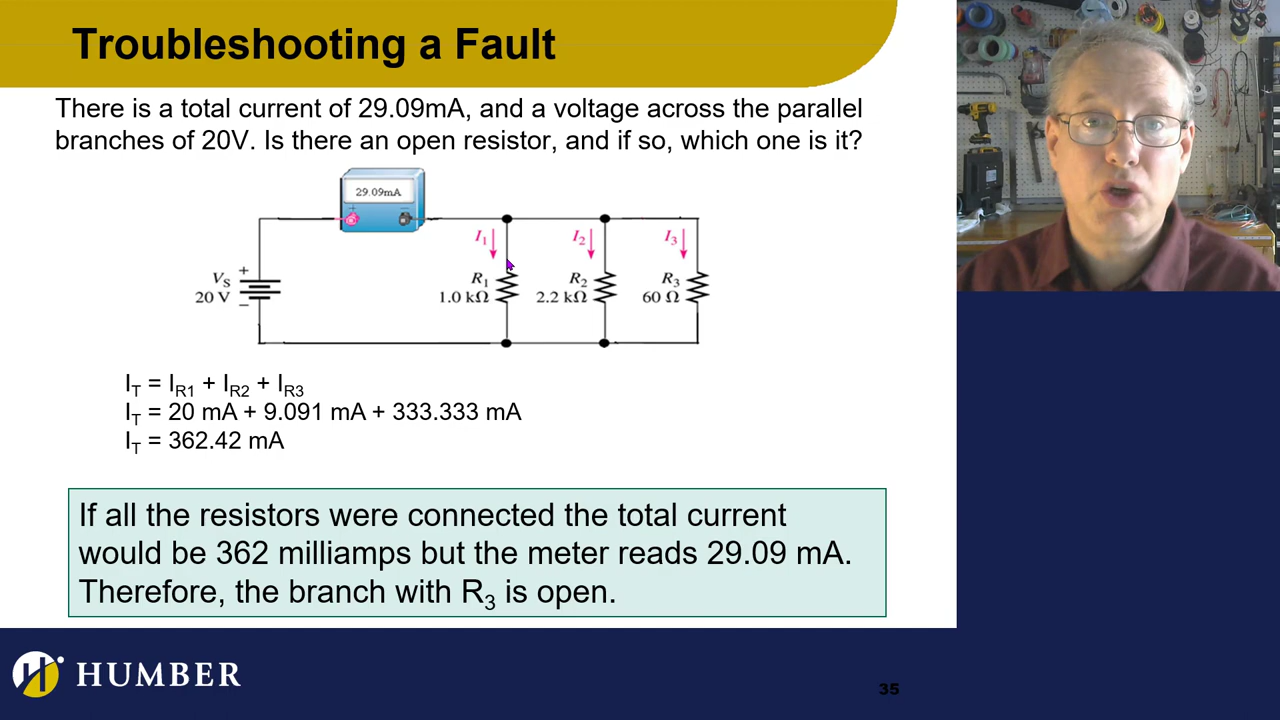 Troubleshooting a Fault
There is a total current of 29.09mA, and a voltage across the parallel
branches of 20V. Is there an open resistor, and if so, which one is it?
29.09mA
+ −
I1 I2 I3
VS + R1 R2 R3
20 V − 1.0 kΩ 2.2 kΩ 60 Ω
IT = IR1 + IR2 + IR3
IT = 20 mA + 9.091 mA + 333.333 mA
IT = 362.42 mA
If all the resistors were connected the total current
would be 362 milliamps but the meter reads 29.09 mA.
Therefore, the branch with R3 is open.
HUMBER
35